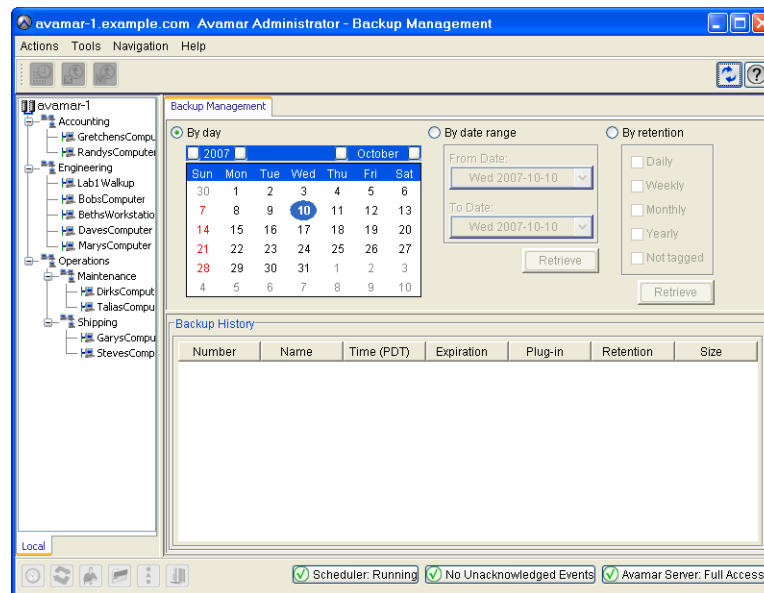 avamar-1.example.com Avamar Administrator - Backup Management
Actions Tools Navigation Help
avamar-1
Accounting
GretchensCompu
RandysComputer
Engineering
Lab1 Walkup
BobsComputer
BethsWorkstatio
DavesComputer
MarysComputer
Operations
Maintenance
DirksComput
TaliasCompu
Shipping
GarysCompu
StevesComp
Local
Backup Management
By day
2007 October
Sun Mon Tue Wed Thu Fri Sat
30 1 2 3 4 5 6
7 8 9 10 11 12 13
14 15 16 17 18 19 20
21 22 23 24 25 26 27
28 29 30 31 1 2 3
4 5 6 7 8 9 10
By date range
From Date:
Wed 2007-10-10
To Date:
Wed 2007-10-10
Retrieve
By retention
Daily
Weekly
Monthly
Yearly
Not tagged
Retrieve
Backup History
Number Name Time (PDT) Expiration Plug-in Retention Size
Scheduler: Running No Unacknowledged Events Avamar Server: Full Access